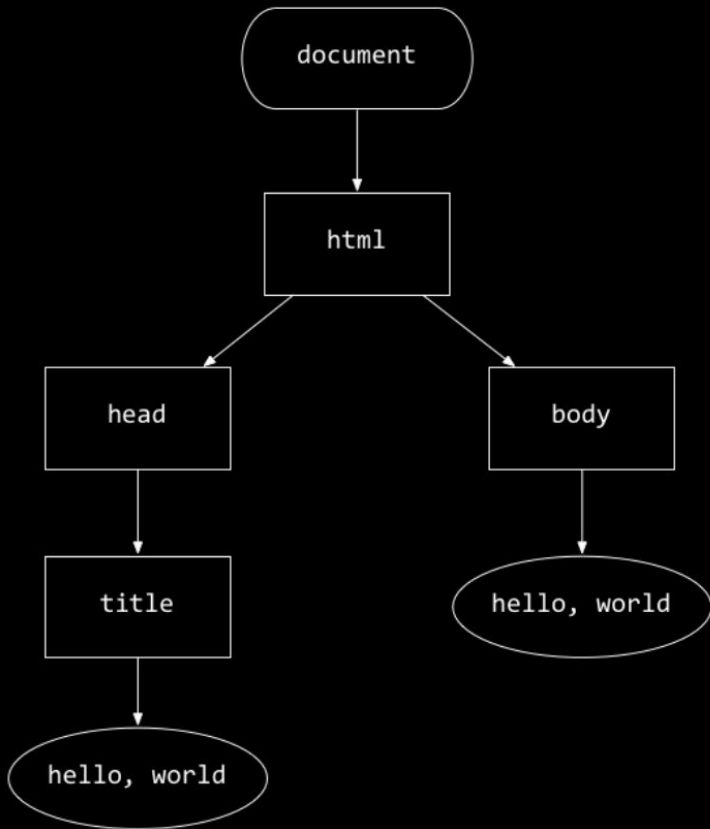 document
html
head
body
title
hello, world
hello, world